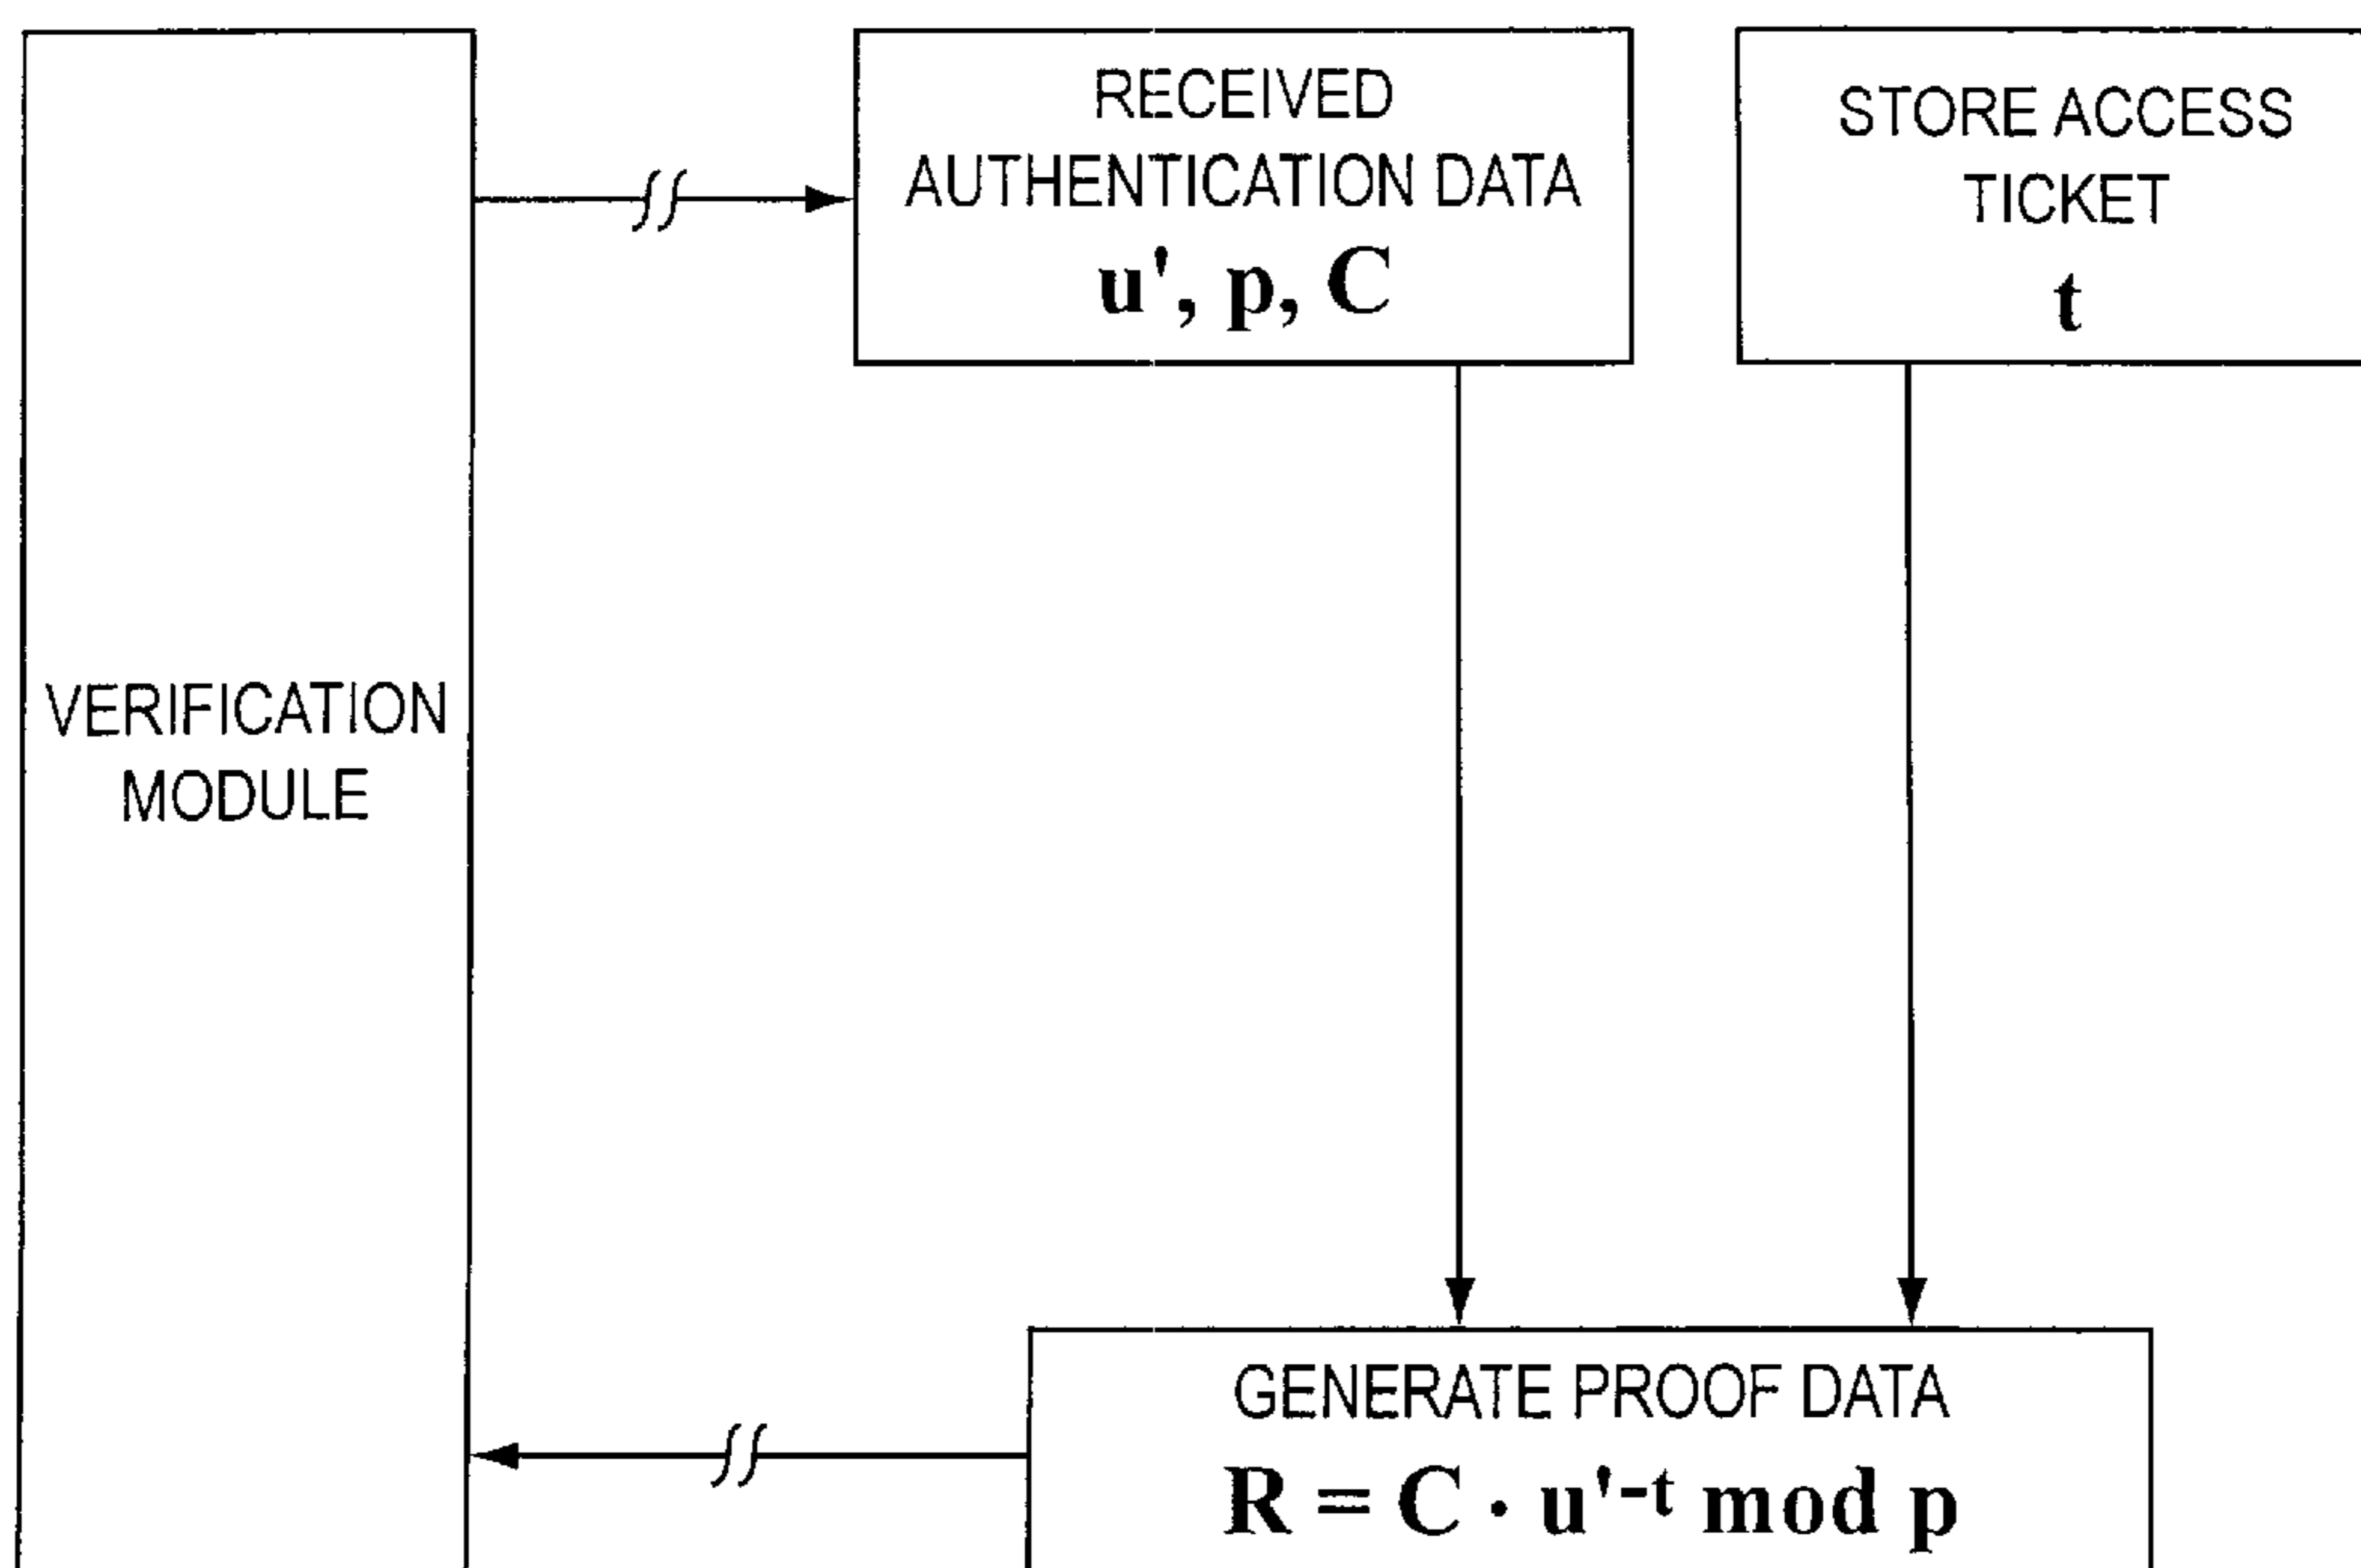 RECEIVED
AUTHENTICATION DATA
u', p, C
STORE ACCESS
TICKET
t
VERIFICATION
MODULE
GENERATE PROOF DATA
R = C · u'⁻ᵗ mod p